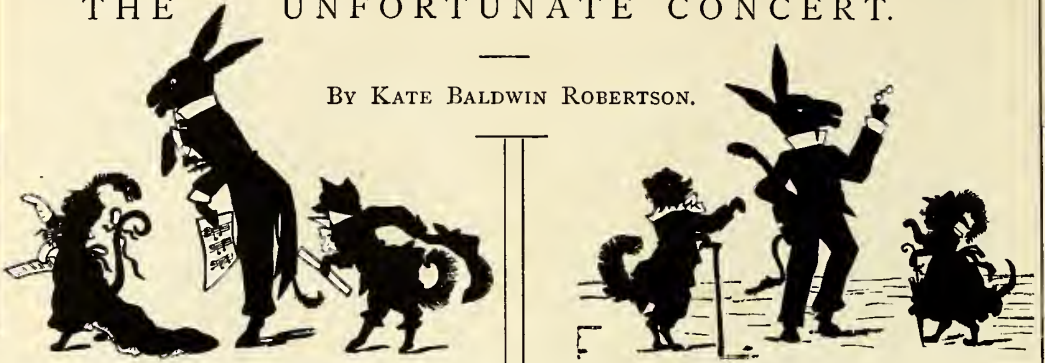 THE UNFORTUNATE CONCERT.
BY KATE BALDWIN ROBERTSON.